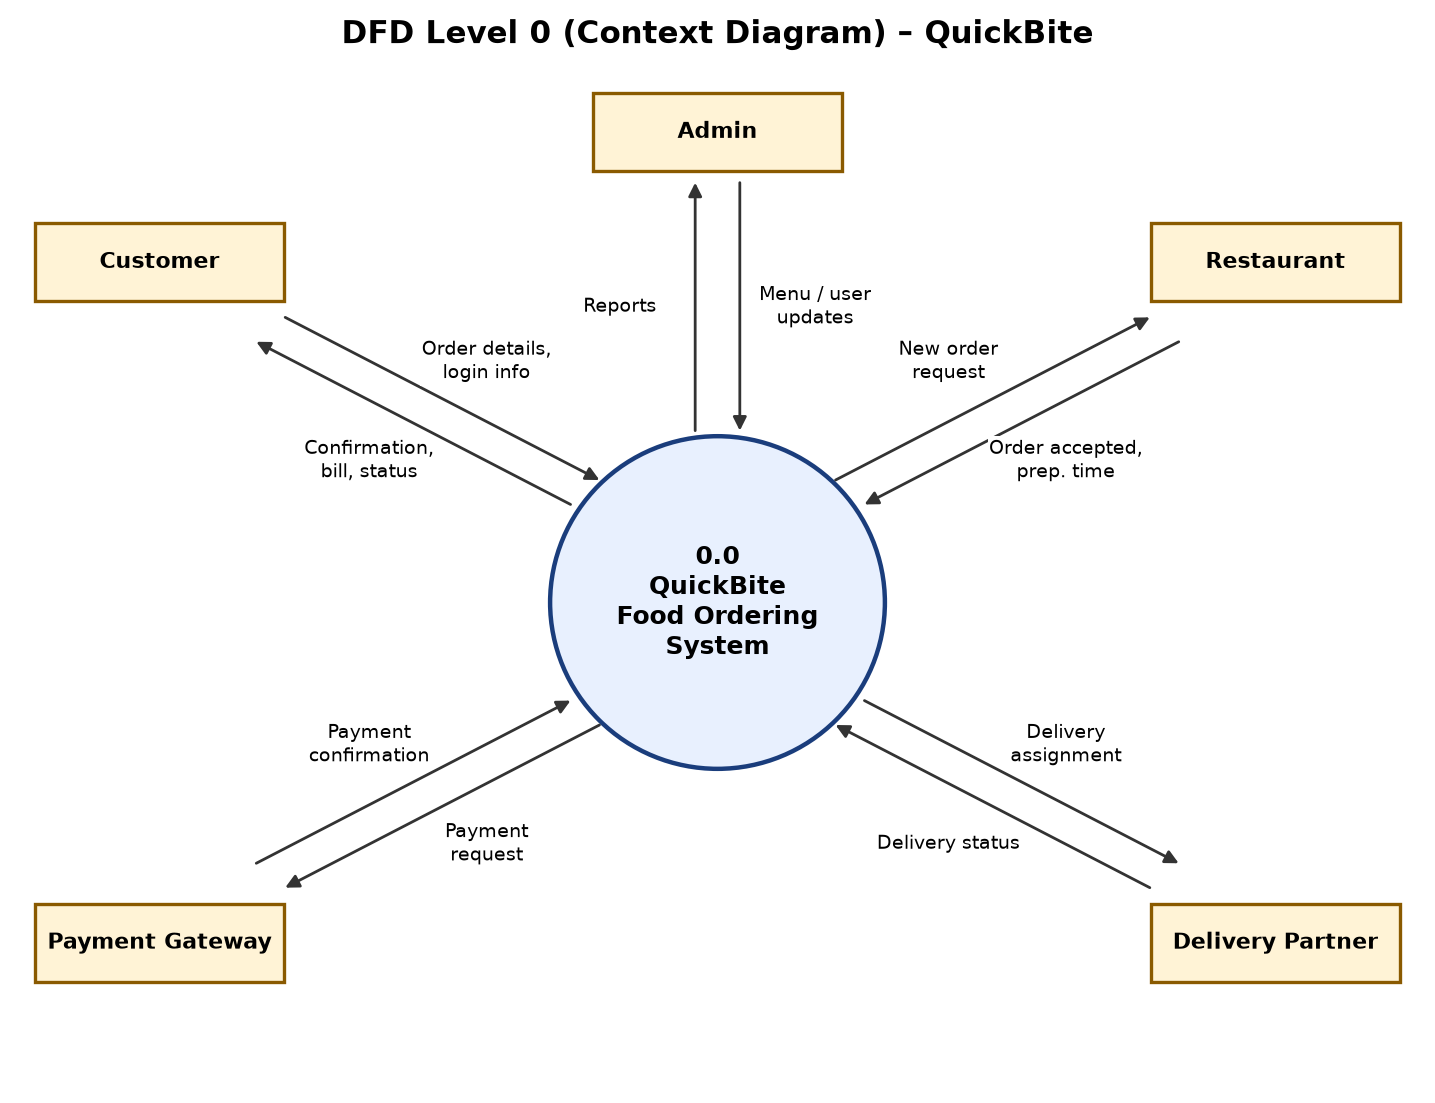 DFD Level 0 (Context Diagram) – QuickBite
Admin
Customer
Restaurant
Reports
Menu / user
updates
Order details,
login info
New order
request
Confirmation,
bill, status
Order accepted,
prep. time
0.0
QuickBite
Food Ordering
System
Payment
confirmation
Delivery
assignment
Payment
request
Delivery status
Payment Gateway
Delivery Partner